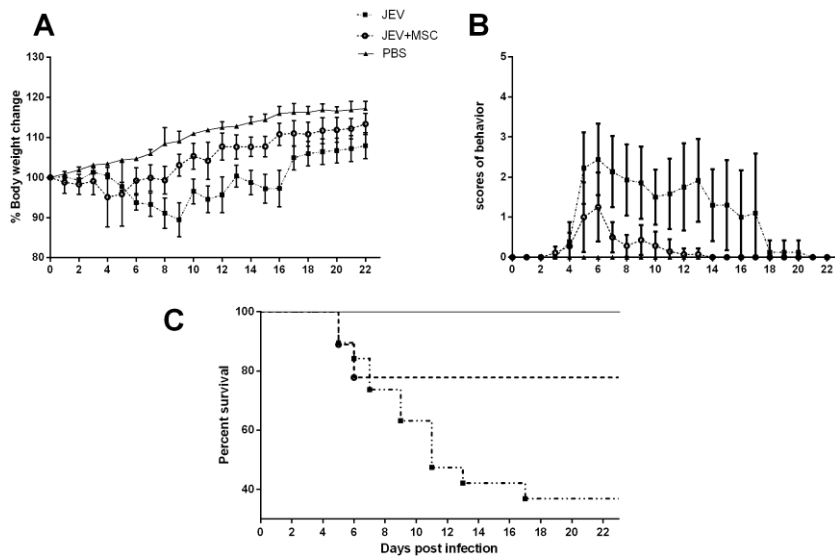 JEV
JEV+MSC
PBS
A
% Body weight change
130
120
110
100
90
80
0 2 4 6 8 10 12 14 16 18 20 22
B
scores of behavior
5
4
3
2
1
0
0 2 4 6 8 10 12 14 16 18 20 22
C
Percent survival
100
80
60
40
0 2 4 6 8 10 12 14 16 18 20 22
Days post infection